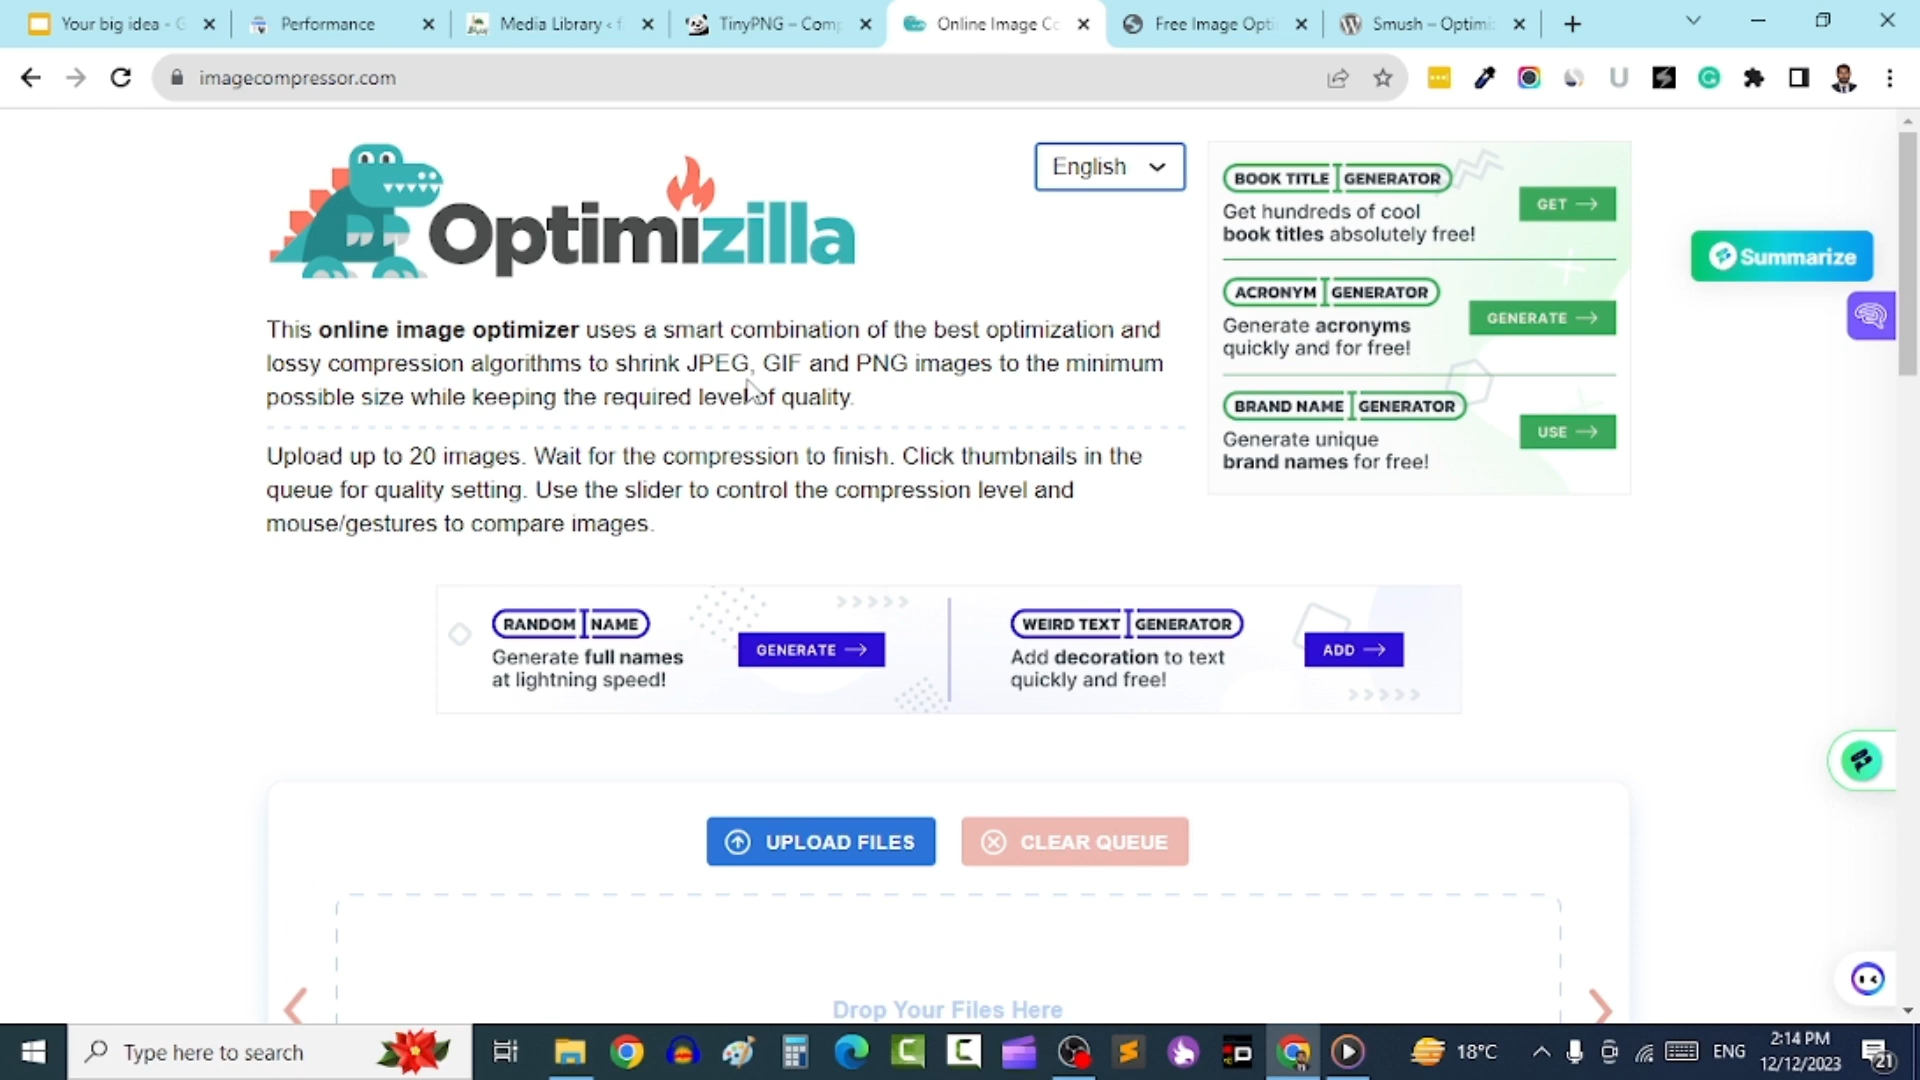 Your big idea - G
Performance
Media Library ‹ f
TinyPNG – Comp
Online Image Co
Free Image Opti
Smush – Optimi
imagecompressor.com
Optimizilla
English
This online image optimizer uses a smart combination of the best optimization and
lossy compression algorithms to shrink JPEG, GIF and PNG images to the minimum
possible size while keeping the required level of quality.
Upload up to 20 images. Wait for the compression to finish. Click thumbnails in the
queue for quality setting. Use the slider to control the compression level and
mouse/gestures to compare images.
BOOK TITLE GENERATOR
Get hundreds of cool
book titles absolutely free!
GET
ACRONYM GENERATOR
Generate acronyms
quickly and for free!
GENERATE
BRAND NAME GENERATOR
Generate unique
brand names for free!
USE
Summarize
RANDOM NAME
Generate full names
at lightning speed!
GENERATE
WEIRD TEXT GENERATOR
Add decoration to text
quickly and free!
ADD
UPLOAD FILES
CLEAR QUEUE
Drop Your Files Here
Type here to search
18°C
ENG
2:14 PM
12/12/2023
21